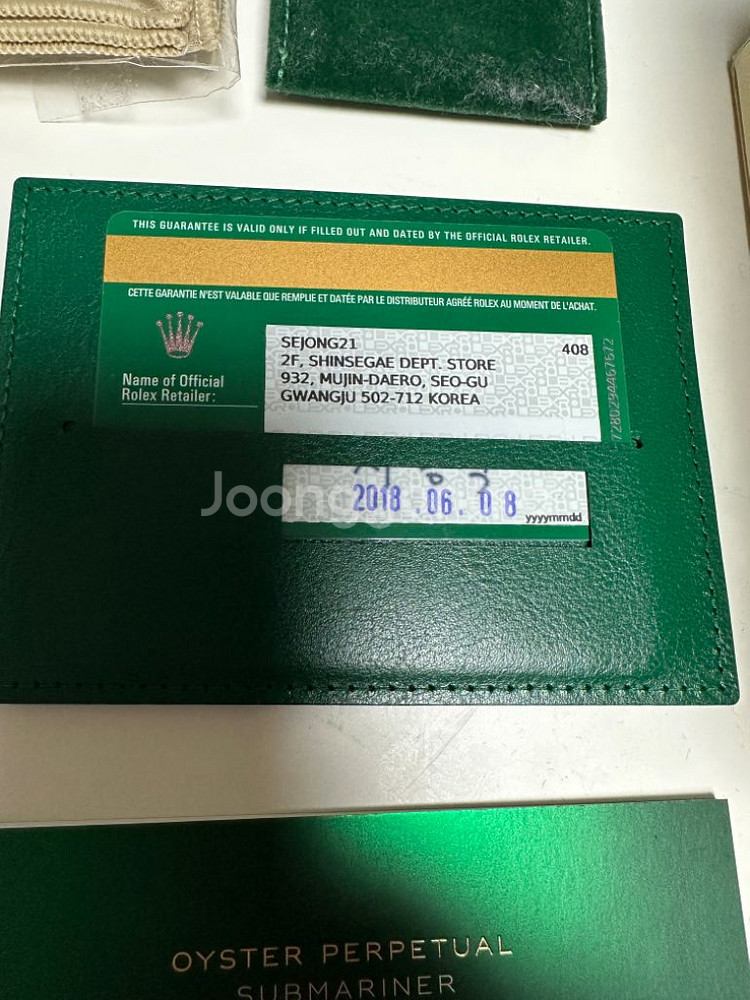 THIS GUARANTEE IS VALID ONLY IF FILLED OUT AND DATED BY THE OFFICIAL ROLEX RETAILER.
CETTE GARANTIE N'EST VALABLE QUE REMPLIE ET DATÉE PAR LE DISTRIBUTEUR AGRÉÉ ROLEX AU MOMENT DE L'ACHAT.
SEJONG21 408
2F, SHINSEGAE DEPT. STORE
932, MUJIN-DAERO, SEO-GU
GWANGJU 502-712 KOREA
Name of Official
Rolex Retailer:
2018.06.08
yyyymmdd
OYSTER PERPETUAL
SUBMARINER